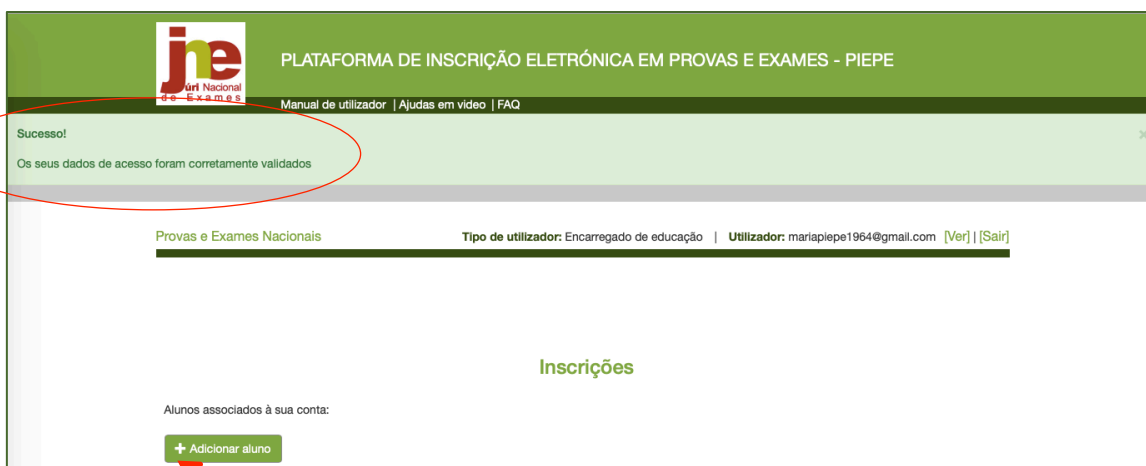 jne
Júri Nacional
de Exames
PLATAFORMA DE INSCRIÇÃO ELETRÓNICA EM PROVAS E EXAMES - PIEPE
Manual de utilizador | Ajudas em video | FAQ
Sucesso!
×
Os seus dados de acesso foram corretamente validados
Provas e Exames Nacionais Tipo de utilizador: Encarregado de educação | Utilizador: mariapiepe1964@gmail.com [Ver] | [Sair]
Inscrições
Alunos associados à sua conta:
+ Adicionar aluno